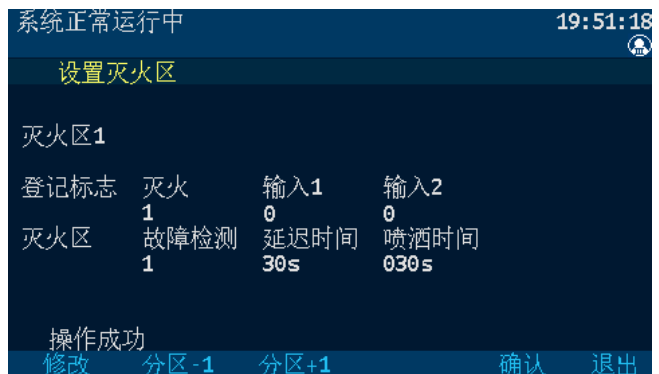 系统正常运行中 19:51:18
设置灭火区
灭火区1
登记标志 灭火 输入1 输入2
1 0 0
灭火区 故障检测 延迟时间 喷洒时间
1 30s 030s
操作成功
修改 分区-1 分区+1 确认 退出